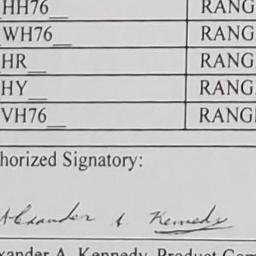 HH76__ RANG
WH76__ RANG
HR__ RANG
HY__ RANG
VH76__ RANG
horized Signatory:
Alexander A. Kennedy
xander A. Kennedy, Product Com